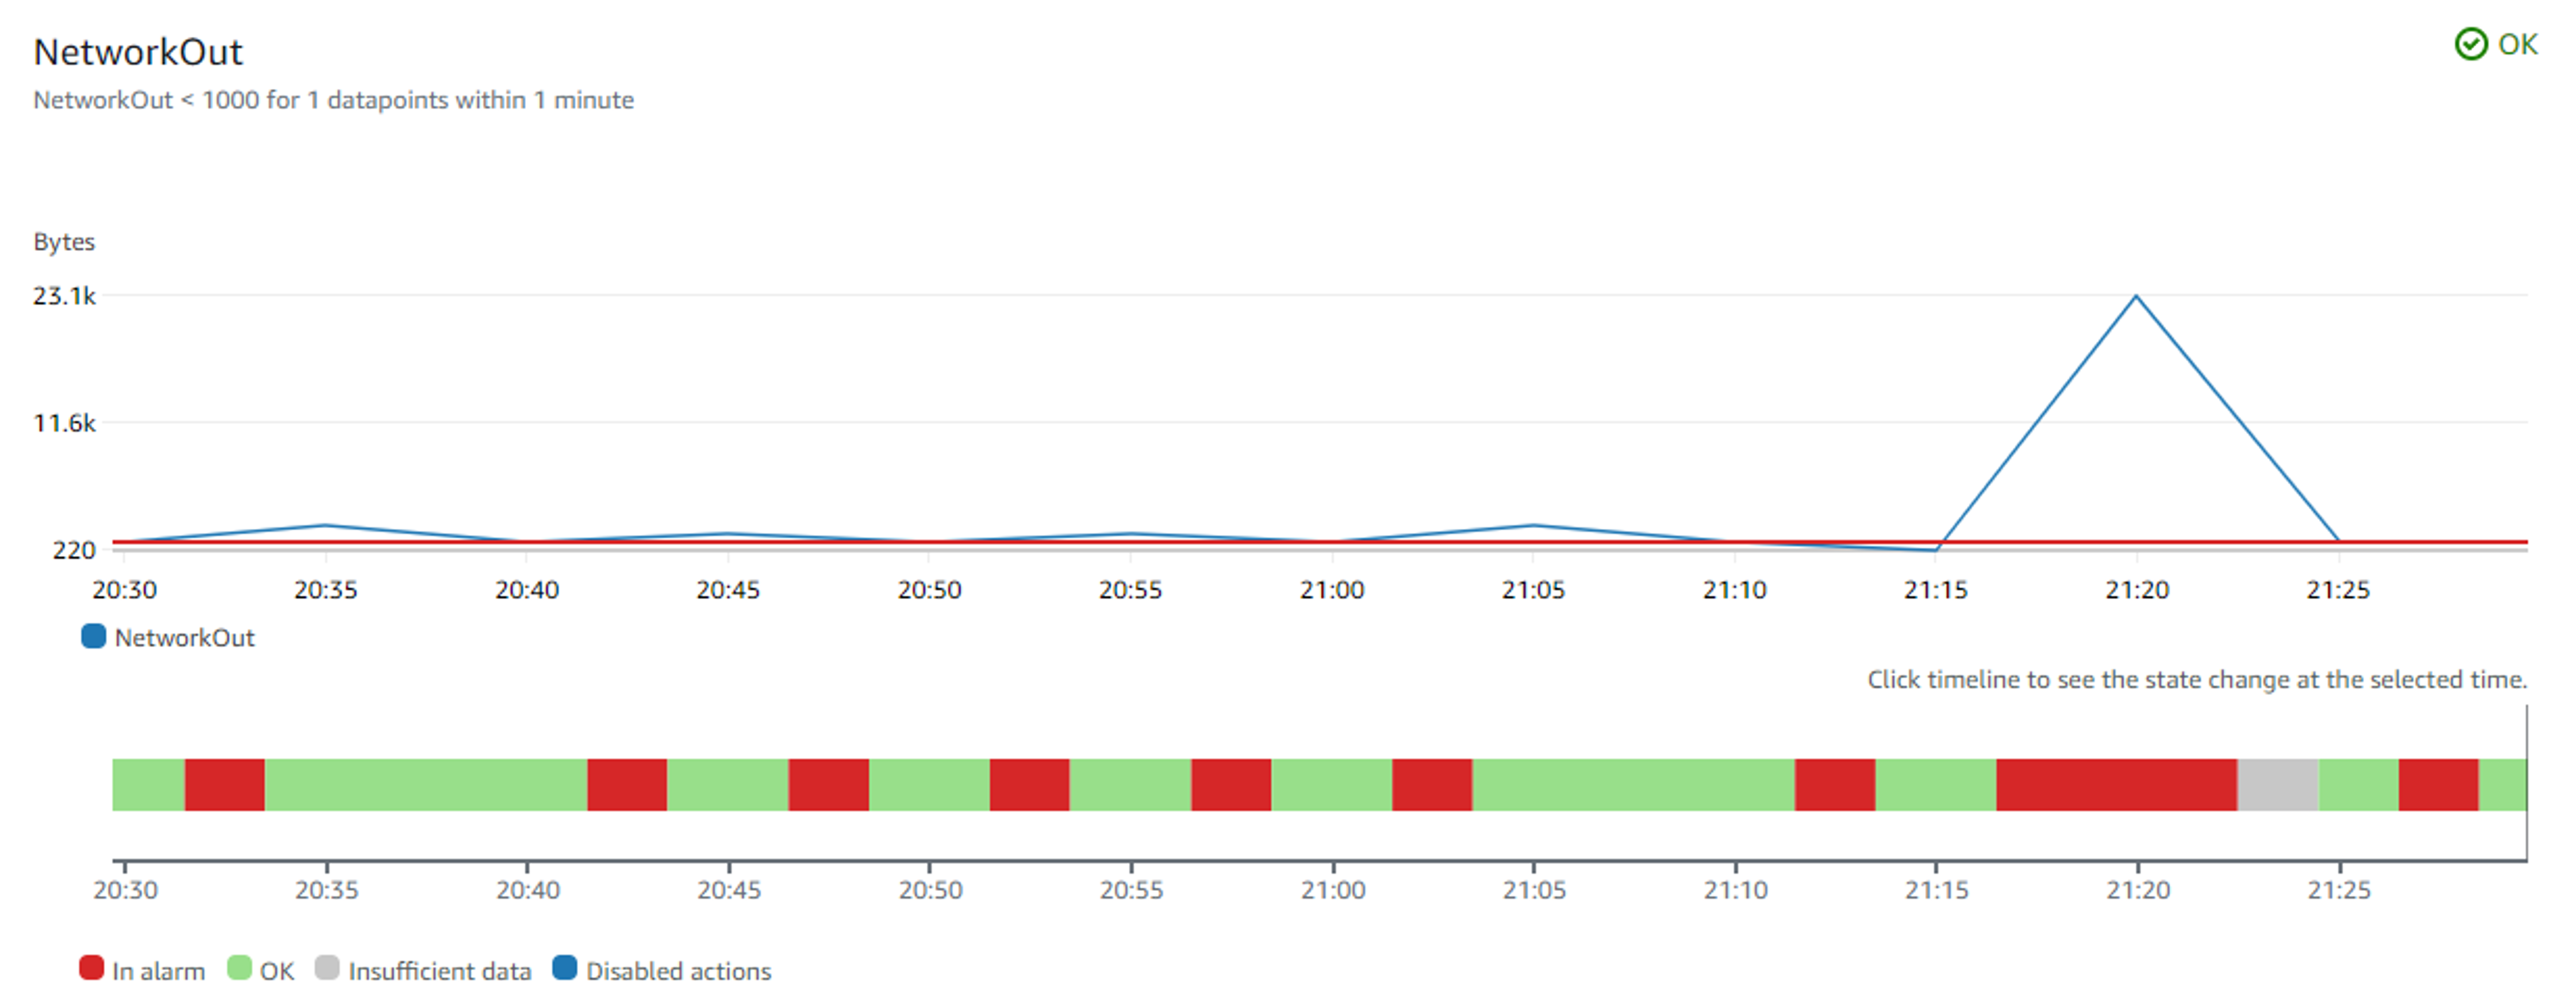 NetworkOut
OK
NetworkOut < 1000 for 1 datapoints within 1 minute
Bytes
23.1k
11.6k
220
20:30 20:35 20:40 20:45 20:50 20:55 21:00 21:05 21:10 21:15 21:20 21:25
NetworkOut
Click timeline to see the state change at the selected time.
20:30 20:35 20:40 20:45 20:50 20:55 21:00 21:05 21:10 21:15 21:20 21:25
In alarm OK Insufficient data Disabled actions